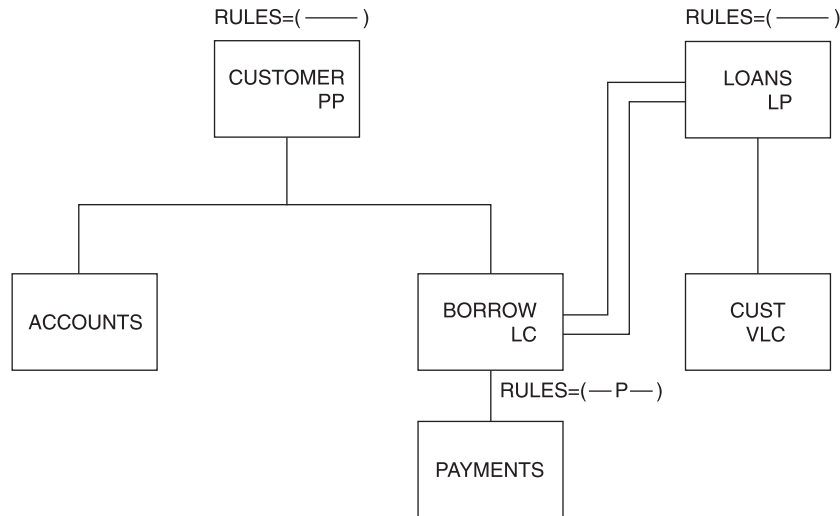 RULES=( —— )
CUSTOMER
PP
RULES=( —— )
LOANS
LP
ACCOUNTS
BORROW
LC
CUST
VLC
RULES=( — P — )
PAYMENTS